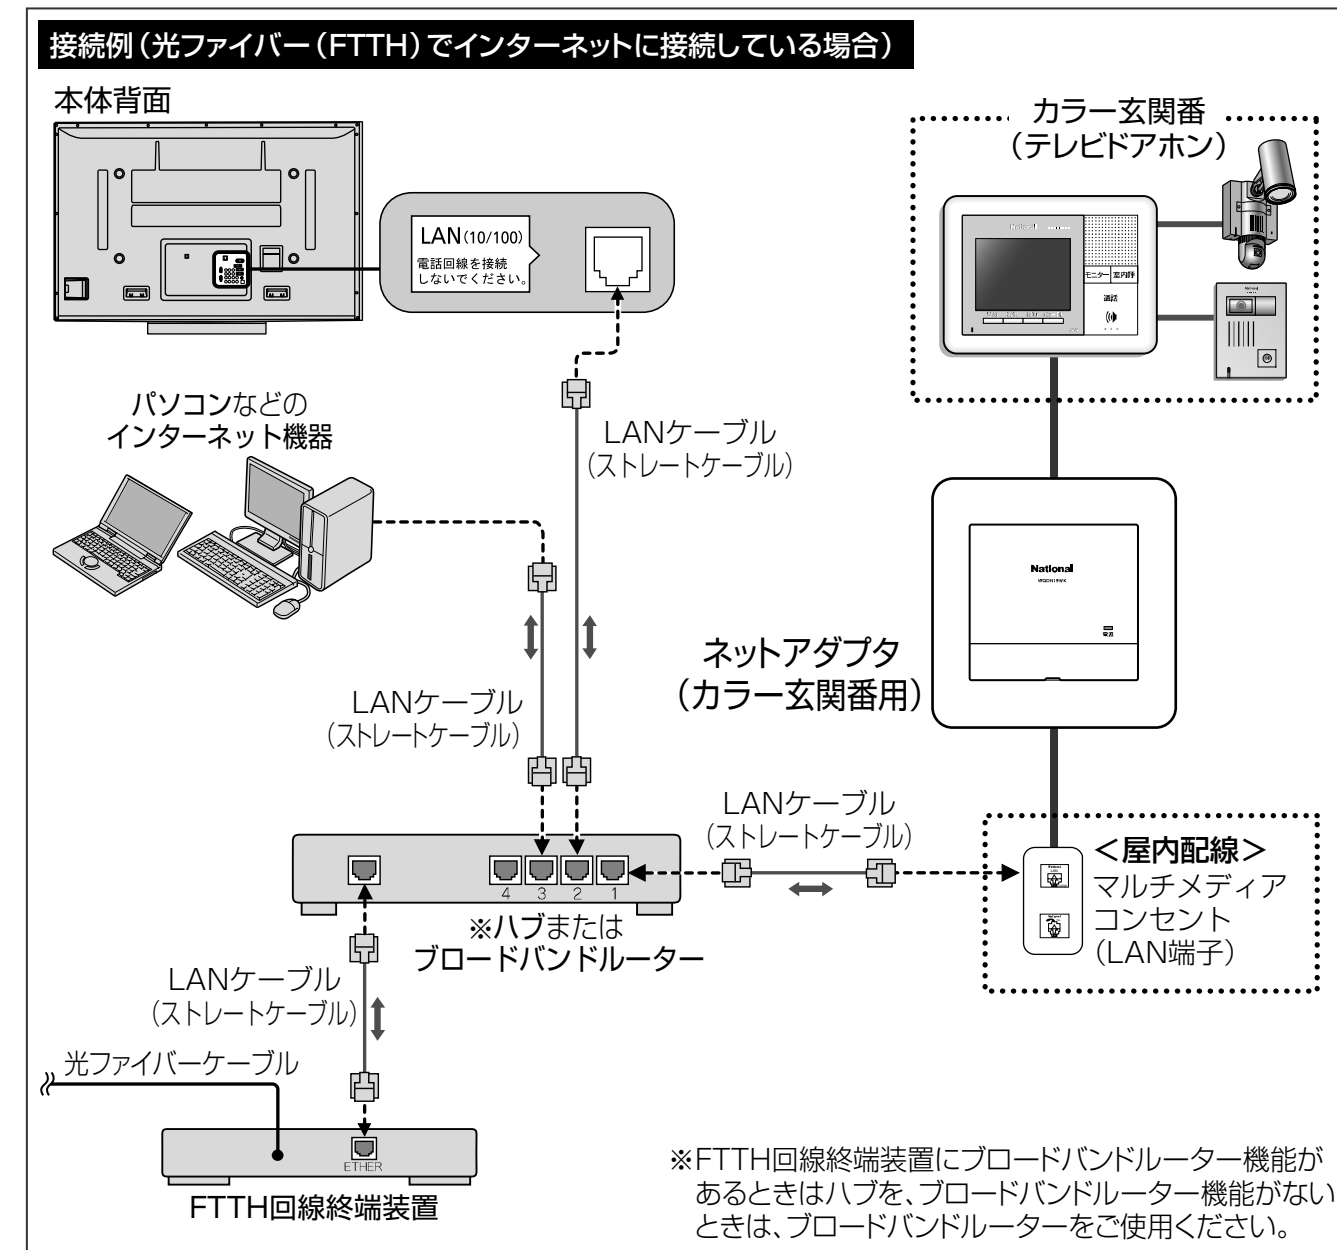 接続例（光ファイバー（FTTH）でインターネットに接続している場合）
本体背面
LAN(10/100)
電話回線を接続
しないでください。
カラー玄関番
（テレビドアホン）
National
モニター 室内呼
通話
National
パソコンなどの
インターネット機器
LANケーブル
（ストレートケーブル）
National
電源
ネットアダプタ
（カラー玄関番用）
LANケーブル
（ストレートケーブル）
LANケーブル
（ストレートケーブル）
4 3 2 1
※ハブまたは
ブロードバンドルーター
＜屋内配線＞
マルチメディア
コンセント
（LAN端子）
LANケーブル
（ストレートケーブル）
光ファイバーケーブル
ETHER
FTTH回線終端装置
※FTTH回線終端装置にブロードバンドルーター機能が
あるときはハブを、ブロードバンドルーター機能がない
ときは、ブロードバンドルーターをご使用ください。